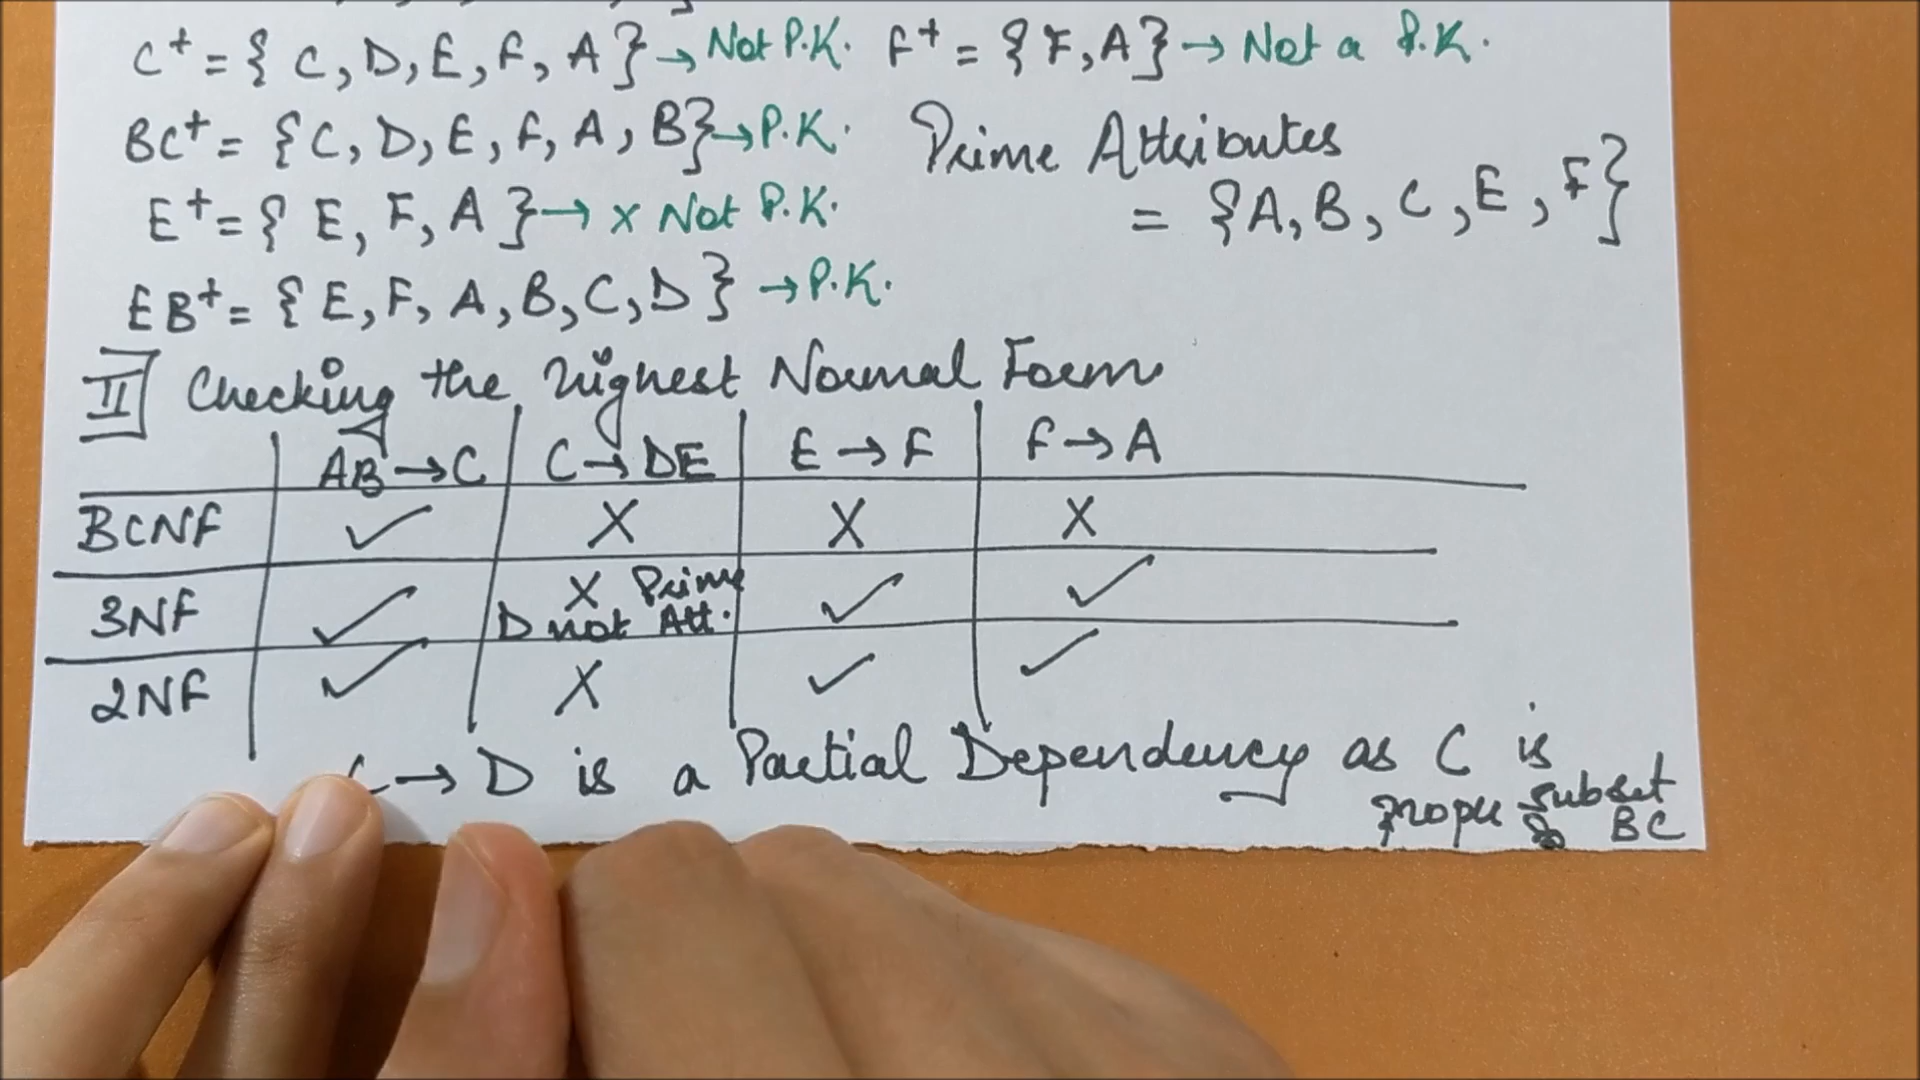 C+ = { C, D, E, F, A } → Not P.K. F+ = { F, A } → Not a P.K.
BC+ = { C, D, E, F, A, B } → P.K.
Prime Attributes
= { A, B, C, E, F }
E+ = { E, F, A } → x Not P.K.
EB+ = { E, F, A, B, C, D } → P.K.
II Checking the Highest Normal Form
AB → C | C → DE | E → F | F → A
BCNF ✓ X X X
3NF ✓ X Prime ✓ ✓
D not Att.
2NF ✓ X ✓ ✓
C → D is a Partial Dependency as C is
proper subset
BC